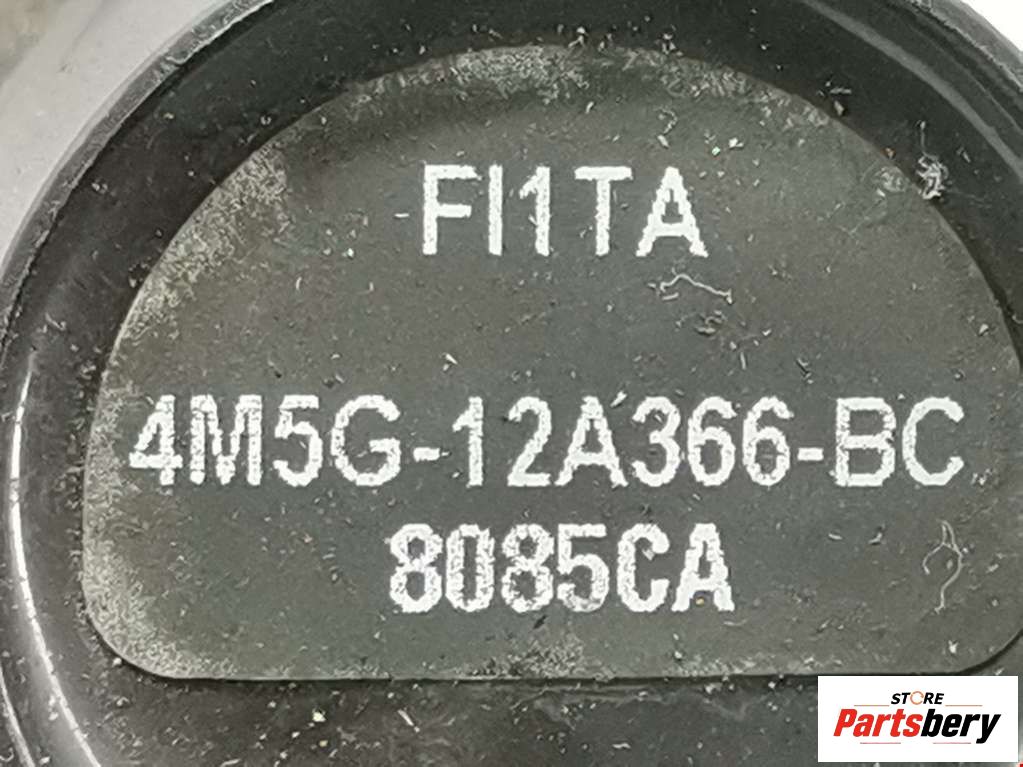 FI1TA
4M5G-12A366-BC
8085CA
STORE
Partsbery